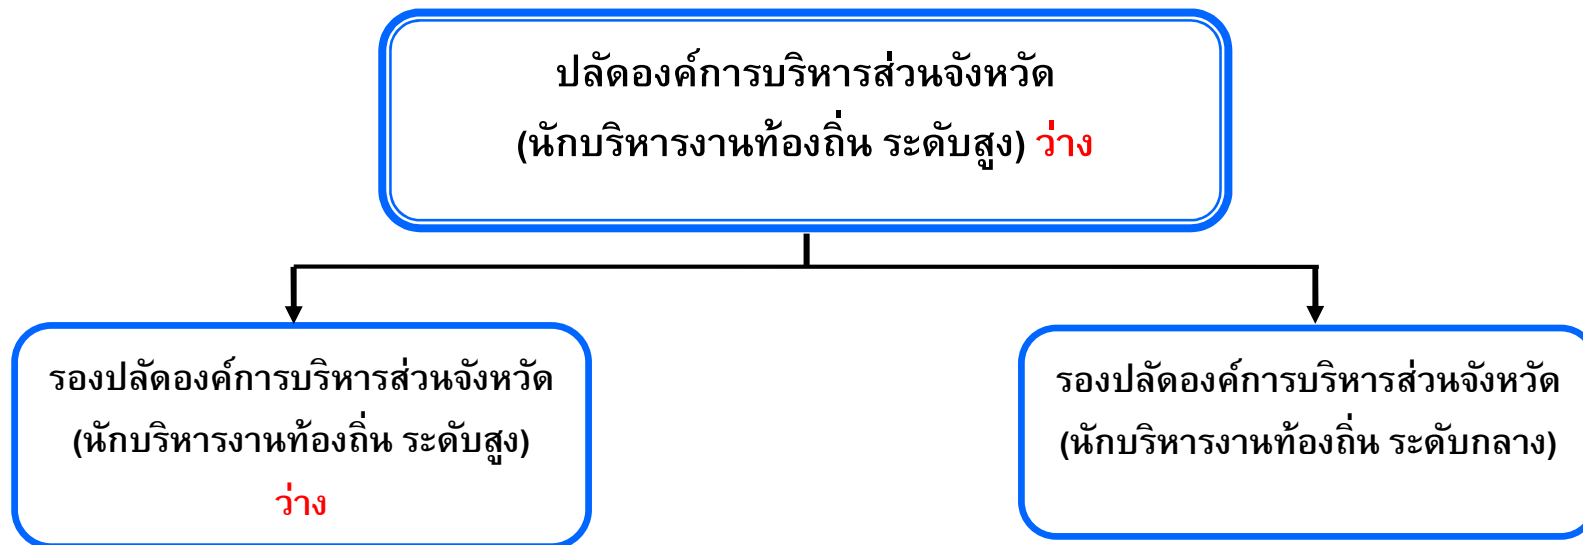 ปลัดองค์การบริหารส่วนจังหวัด
(นักบริหารงานท้องถิ่น ระดับสูง) ว่าง
รองปลัดองค์การบริหารส่วนจังหวัด
(นักบริหารงานท้องถิ่น ระดับสูง)
ว่าง
รองปลัดองค์การบริหารส่วนจังหวัด
(นักบริหารงานท้องถิ่น ระดับกลาง)